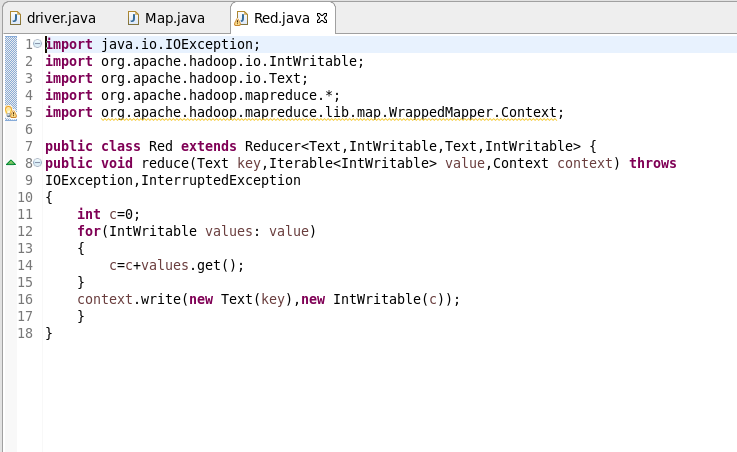 driver.java Map.java Red.java
1 import java.io.IOException;
2 import org.apache.hadoop.io.IntWritable;
3 import org.apache.hadoop.io.Text;
4 import org.apache.hadoop.mapreduce.*;
5 import org.apache.hadoop.mapreduce.lib.map.WrappedMapper.Context;
6
7 public class Red extends Reducer<Text,IntWritable,Text,IntWritable> {
8 public void reduce(Text key,Iterable<IntWritable> value,Context context) throws
9 IOException,InterruptedException
10 {
11     int c=0;
12     for(IntWritable values: value)
13     {
14         c=c+values.get();
15     }
16     context.write(new Text(key),new IntWritable(c));
17     }
18 }